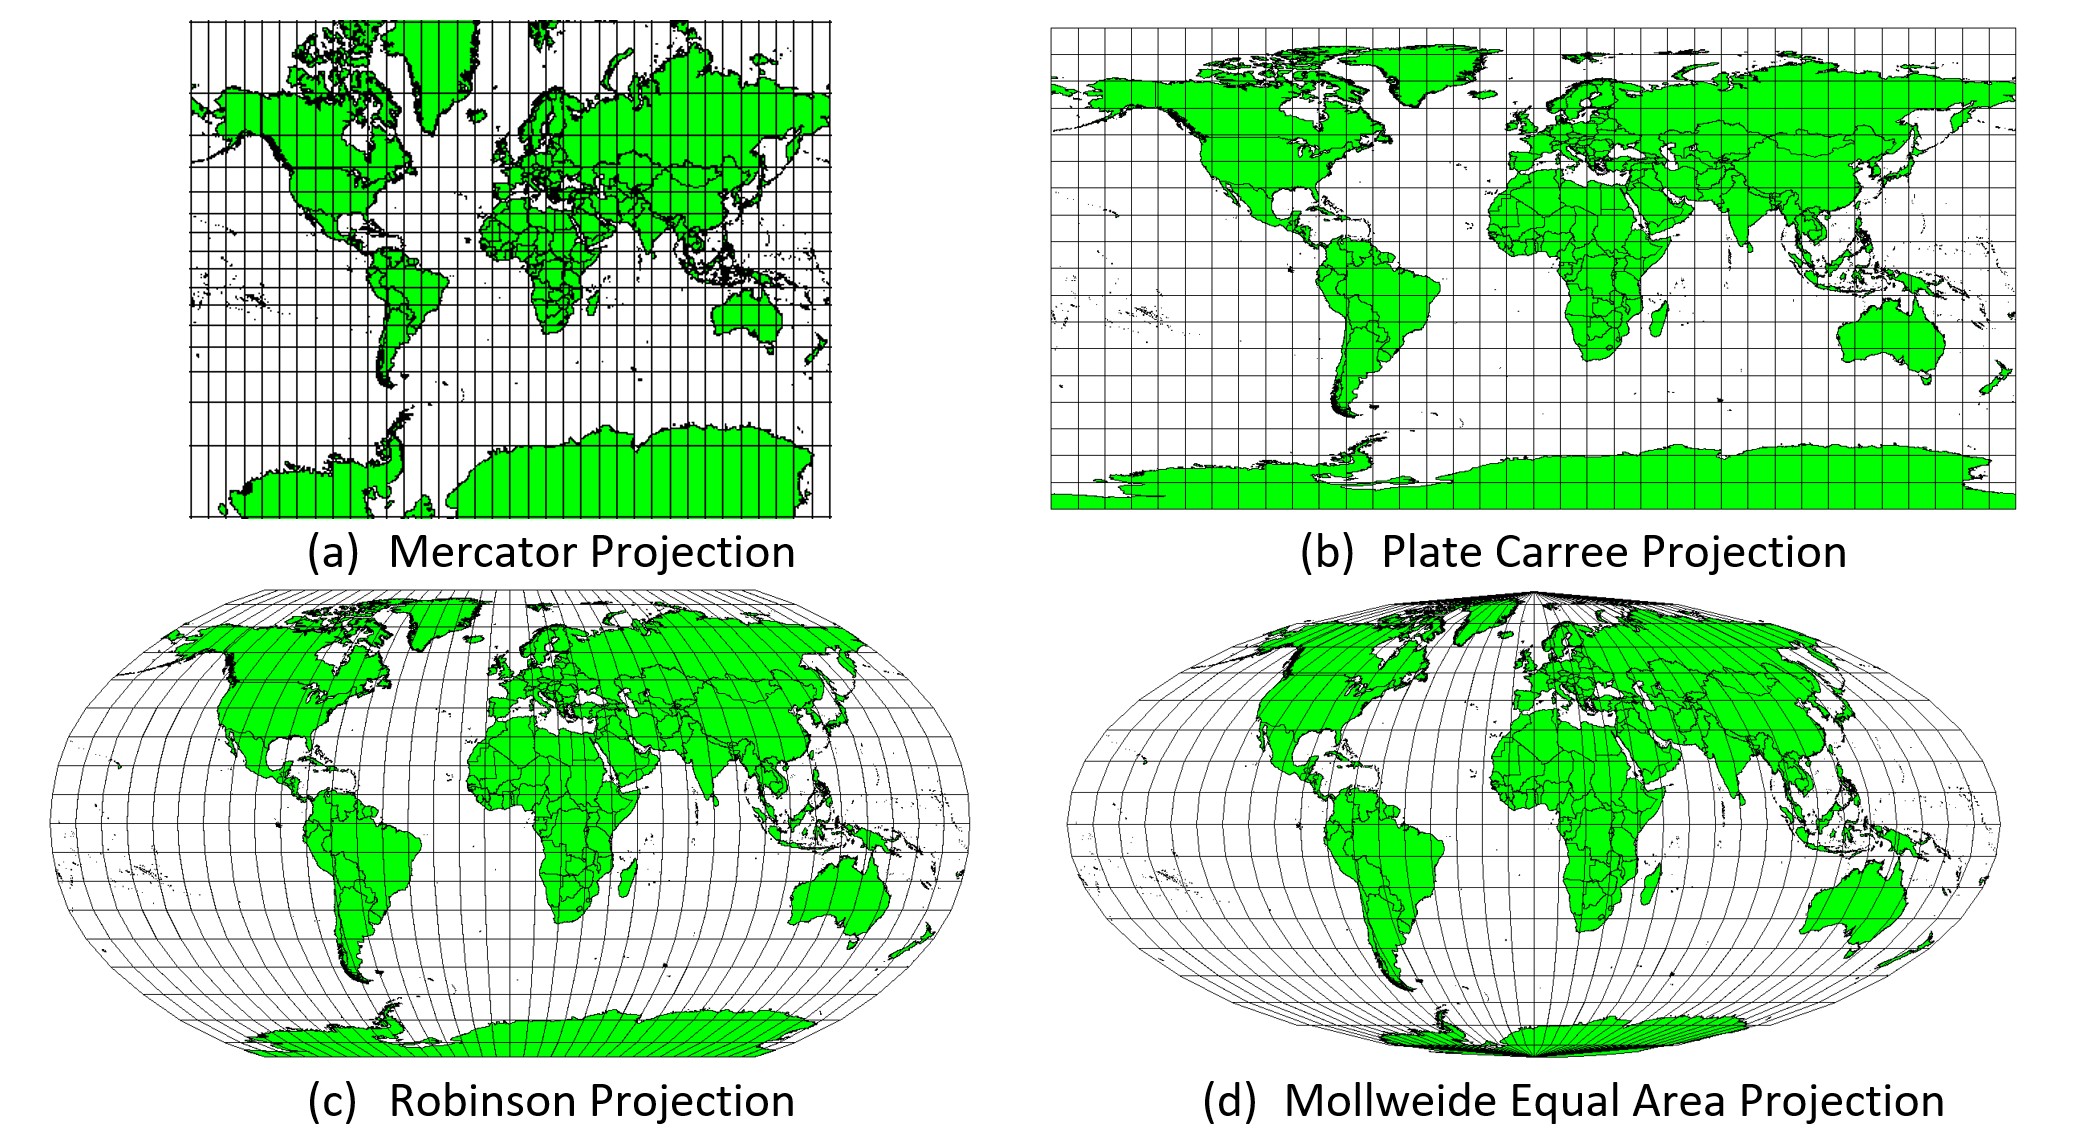 (a) Mercator Projection
(b) Plate Carree Projection
(c) Robinson Projection
(d) Mollweide Equal Area Projection